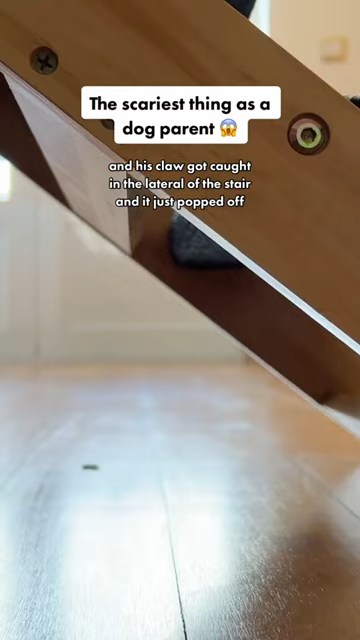 The scariest thing as a
dog parent 😱
and his claw got caught
in the lateral of the stair
and it just popped off